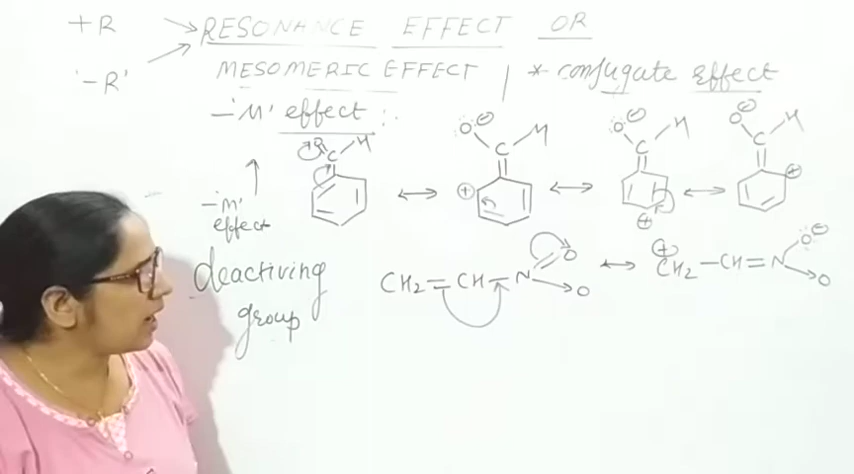 +R
RESONANCE EFFECT OR
'-R'
MESOMERIC EFFECT | * conjugate effect
-'M' effect :-
-'M'
effect
deactiving
group
CH2=CH-N=O→O ↔ ⊕CH2-CH=N-O⊖→O